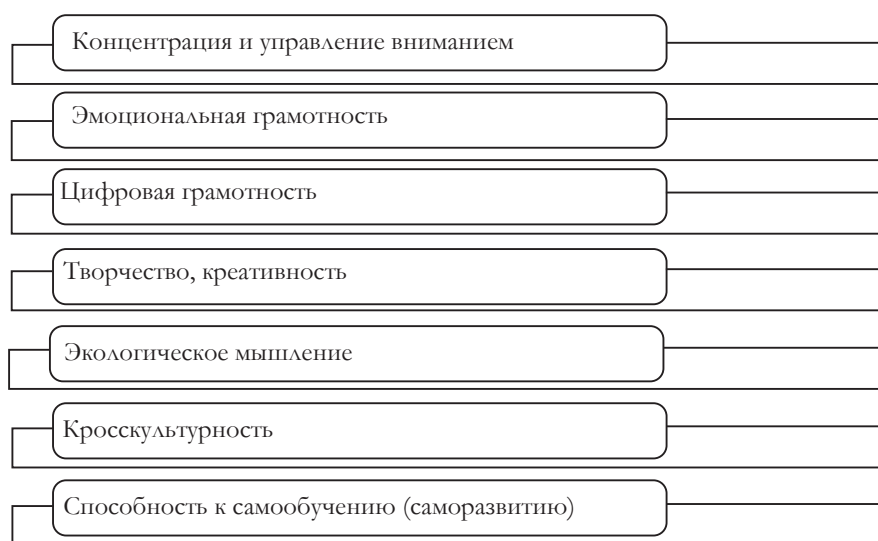 Концентрация и управление вниманием
Эмоциональная грамотность
Цифровая грамотность
Творчество, креативность
Экологическое мышление
Кросскультурность
Способность к самообучению (саморазвитию)